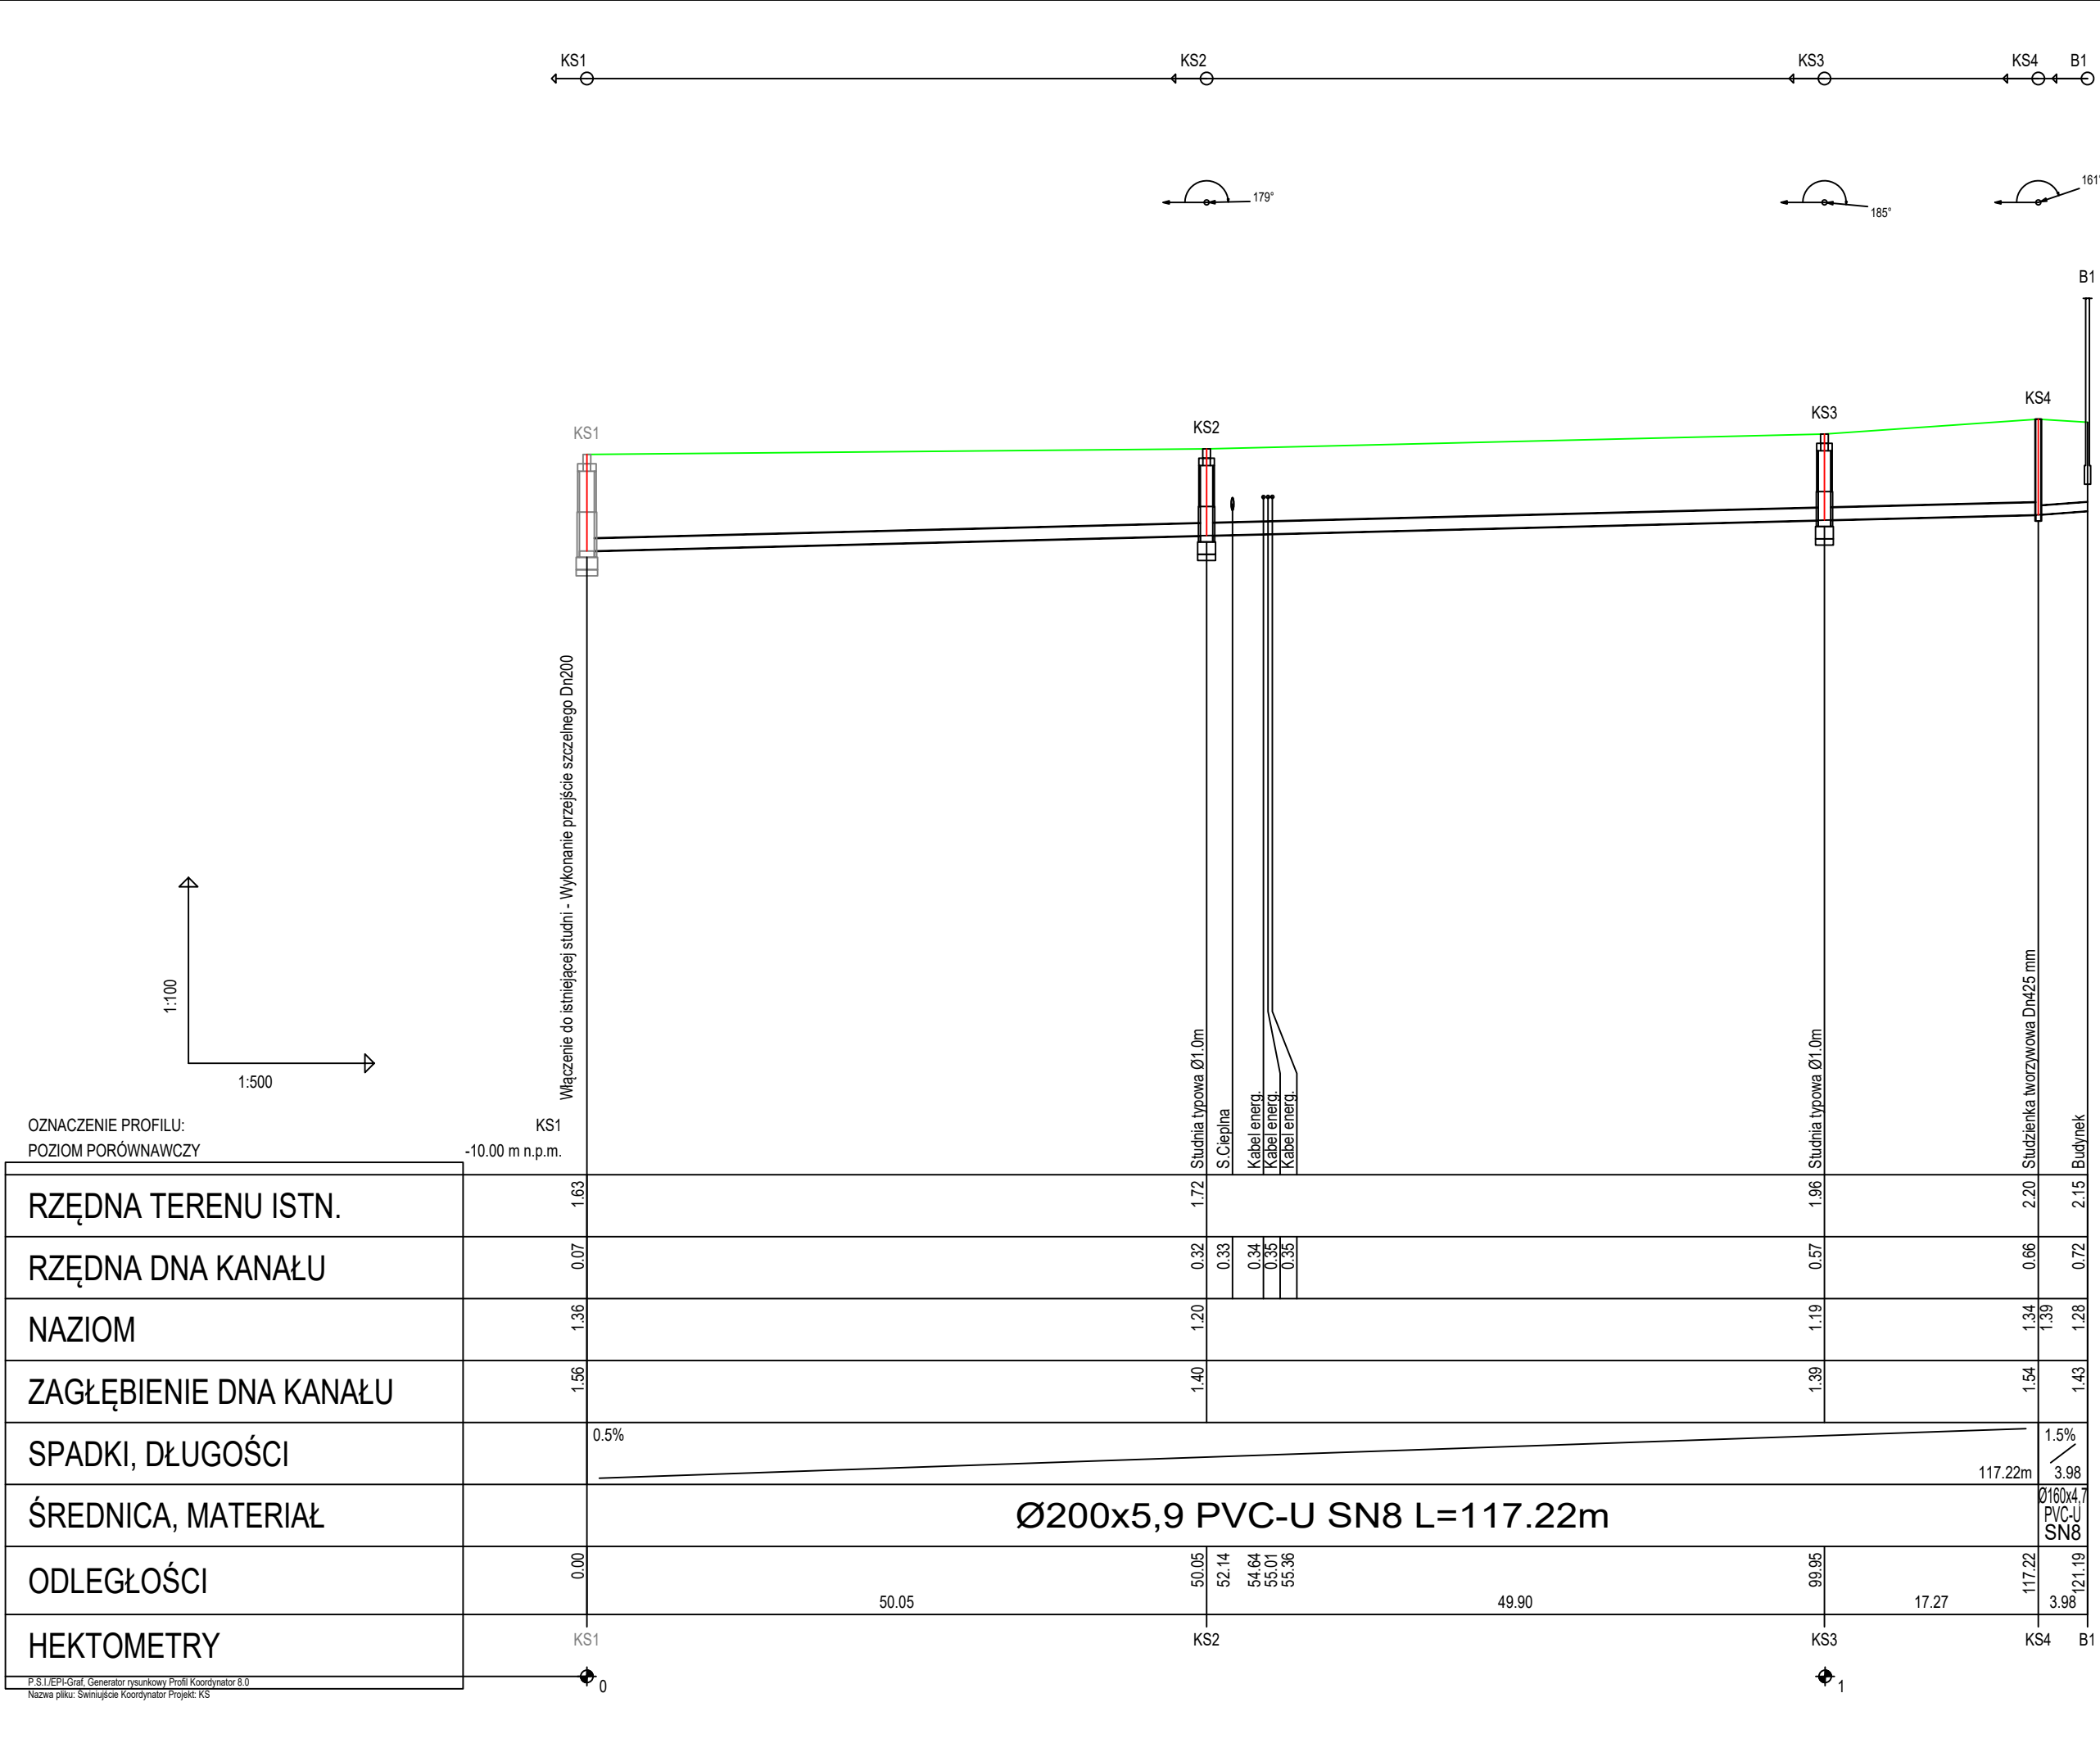 KS1 KS2 KS3 KS4 B1
179° 185° 161°
B1
KS1 KS2 KS3 KS4
Włączenie do istniejącej studni - Wykonanie przejście szczelnego Dn200
Studnia typowa Ø1.0m
S.Cieplna
Kabel energ.
Kabel energ.
Kabel energ.
Studnia typowa Ø1.0m
Studzienka tworzywowa Dn425 mm
Budynek
1:100
1:500
OZNACZENIE PROFILU: KS1
POZIOM PORÓWNAWCZY -10.00 m n.p.m.
RZĘDNA TERENU ISTN. 1.63 1.72 1.96 2.20 2.15
RZĘDNA DNA KANAŁU 0.07 0.32 0.33 0.34 0.35 0.35 0.57 0.66 0.72
NAZIOM 1.36 1.20 1.19 1.34 1.39 1.28
ZAGŁĘBIENIE DNA KANAŁU 1.56 1.40 1.39 1.54 1.43
SPADKI, DŁUGOŚCI 0.5% 117.22m 1.5% 3.98
ŚREDNICA, MATERIAŁ Ø200x5,9 PVC-U SN8 L=117.22m
Ø160x4,7
PVC-U
SN8
ODLEGŁOŚCI 0.00 50.05 52.14 54.64 55.01 55.36 99.95 117.22 121.19
50.05 49.90 17.27 3.98
HEKTOMETRY KS1 KS2 KS3 KS4 B1
0 1
P.S.I./EPI-Graf, Generator rysunkowy Profil Koordynator 8.0
Nazwa pliku: Swiniujście Koordynator Projekt: KS